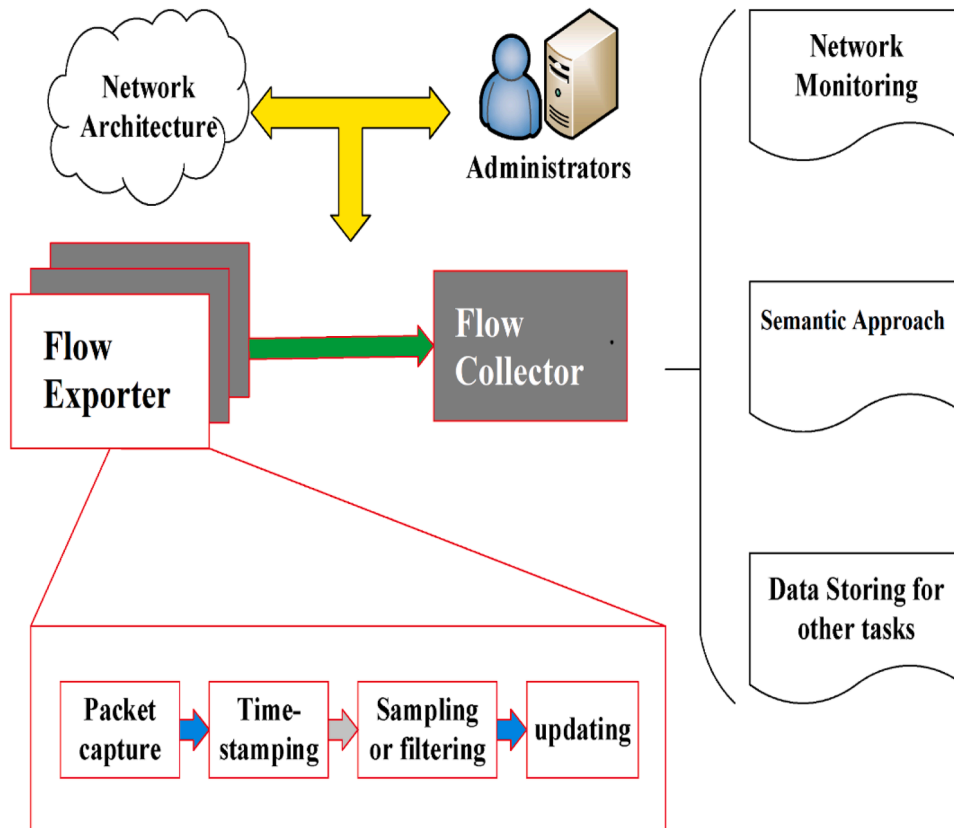 Network
Architecture
Administrators
Network
Monitoring
Flow
Exporter
Flow
Collector
Semantic Approach
Data Storing for
other tasks
Packet
capture
Time-
stamping
Sampling
or filtering
updating